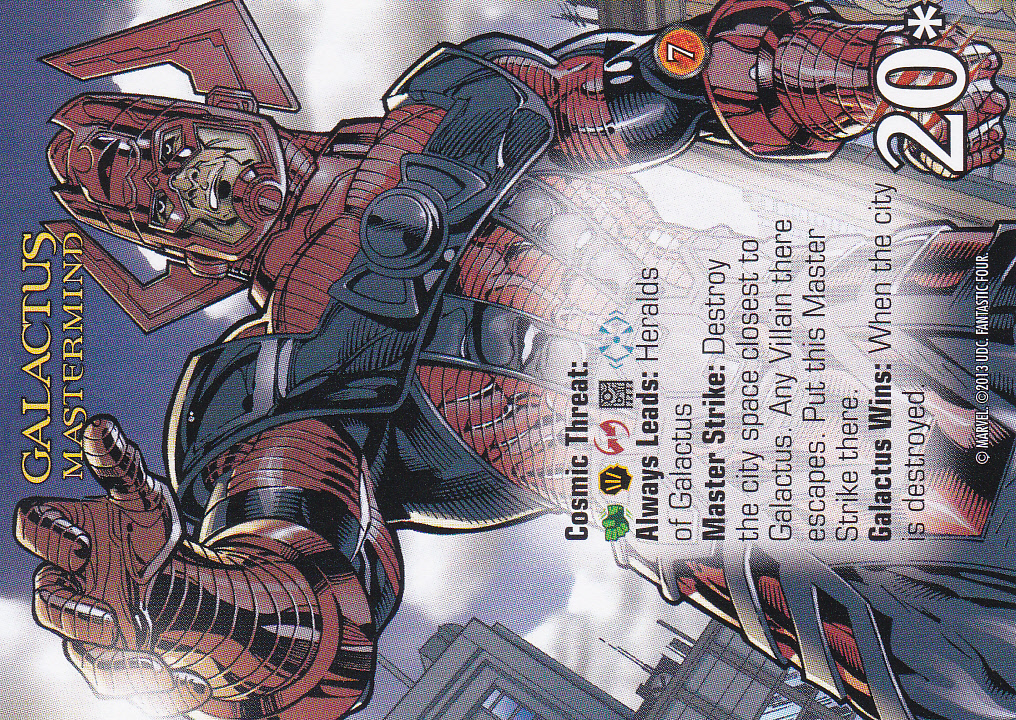 GALACTUS
MASTERMIND
Cosmic Threat:
Always Leads: Heralds
of Galactus
Master Strike: Destroy
the city space closest to
Galactus. Any Villain there
escapes. Put this Master
Strike there.
Galactus Wins: When the city
is destroyed.
7
20*
© MARVEL. ©2013 UDC. FANTASTIC FOUR.